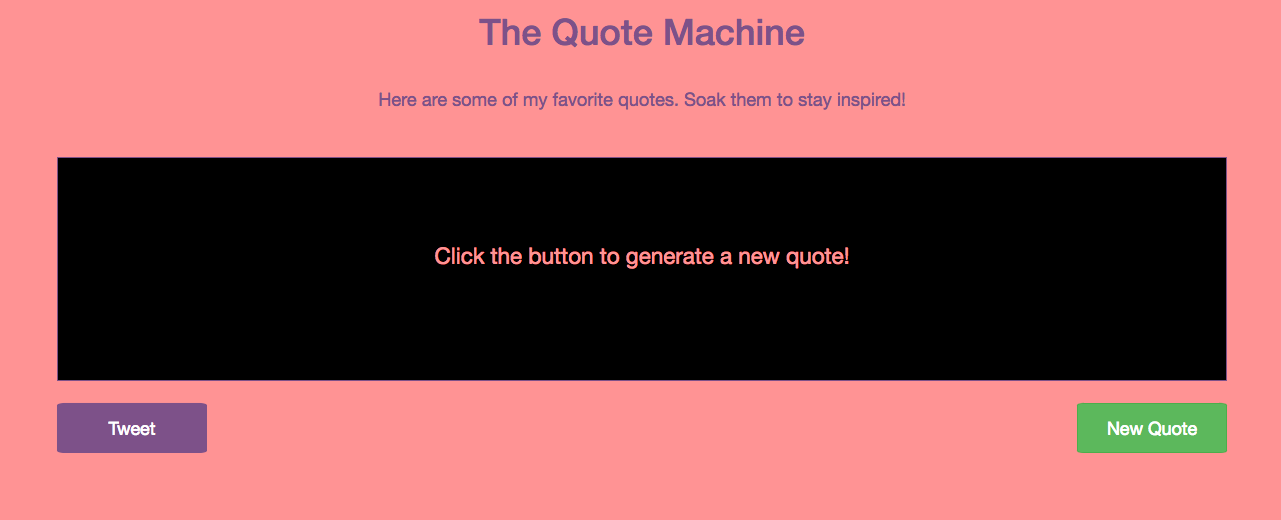 The Quote Machine
Here are some of my favorite quotes. Soak them to stay inspired!
Click the button to generate a new quote!
Tweet
New Quote